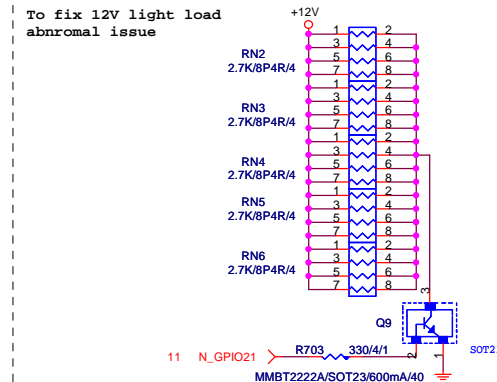 To fix 12V light load
abnromal issue
+12V
1 2
3 4
RN2
5 6
2.7K/8P4R/4
7 8
1 2
3 4
RN3
5 6
2.7K/8P4R/4
7 8
1 2
3 4
RN4
5 6
2.7K/8P4R/4
7 8
1 2
RN5
3 4
5 6
2.7K/8P4R/4
7 8
1 2
RN6
3 4
5 6
2.7K/8P4R/4
7 8
3
Q9
11 N_GPIO21 R703 330/4/1 2 1 SOT2
MMBT2222A/SOT23/600mA/40